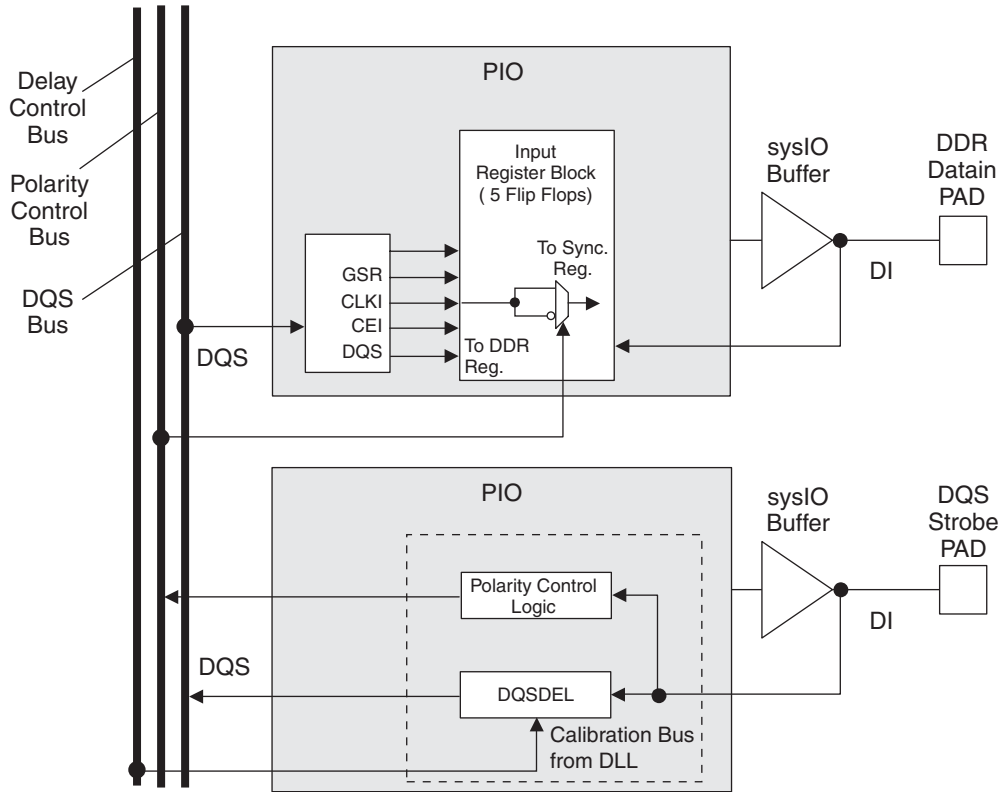 Delay
Control
Bus
Polarity
Control
Bus
DQS
Bus
DQS
PIO
Input
Register Block
( 5 Flip Flops)
To Sync.
Reg.
GSR
CLKI
CEI
DQS
To DDR
Reg.
sysIO
Buffer
DI
DDR
Datain
PAD
PIO
Polarity Control
Logic
DQS
DQSDEL
Calibration Bus
from DLL
sysIO
Buffer
DI
DQS
Strobe
PAD